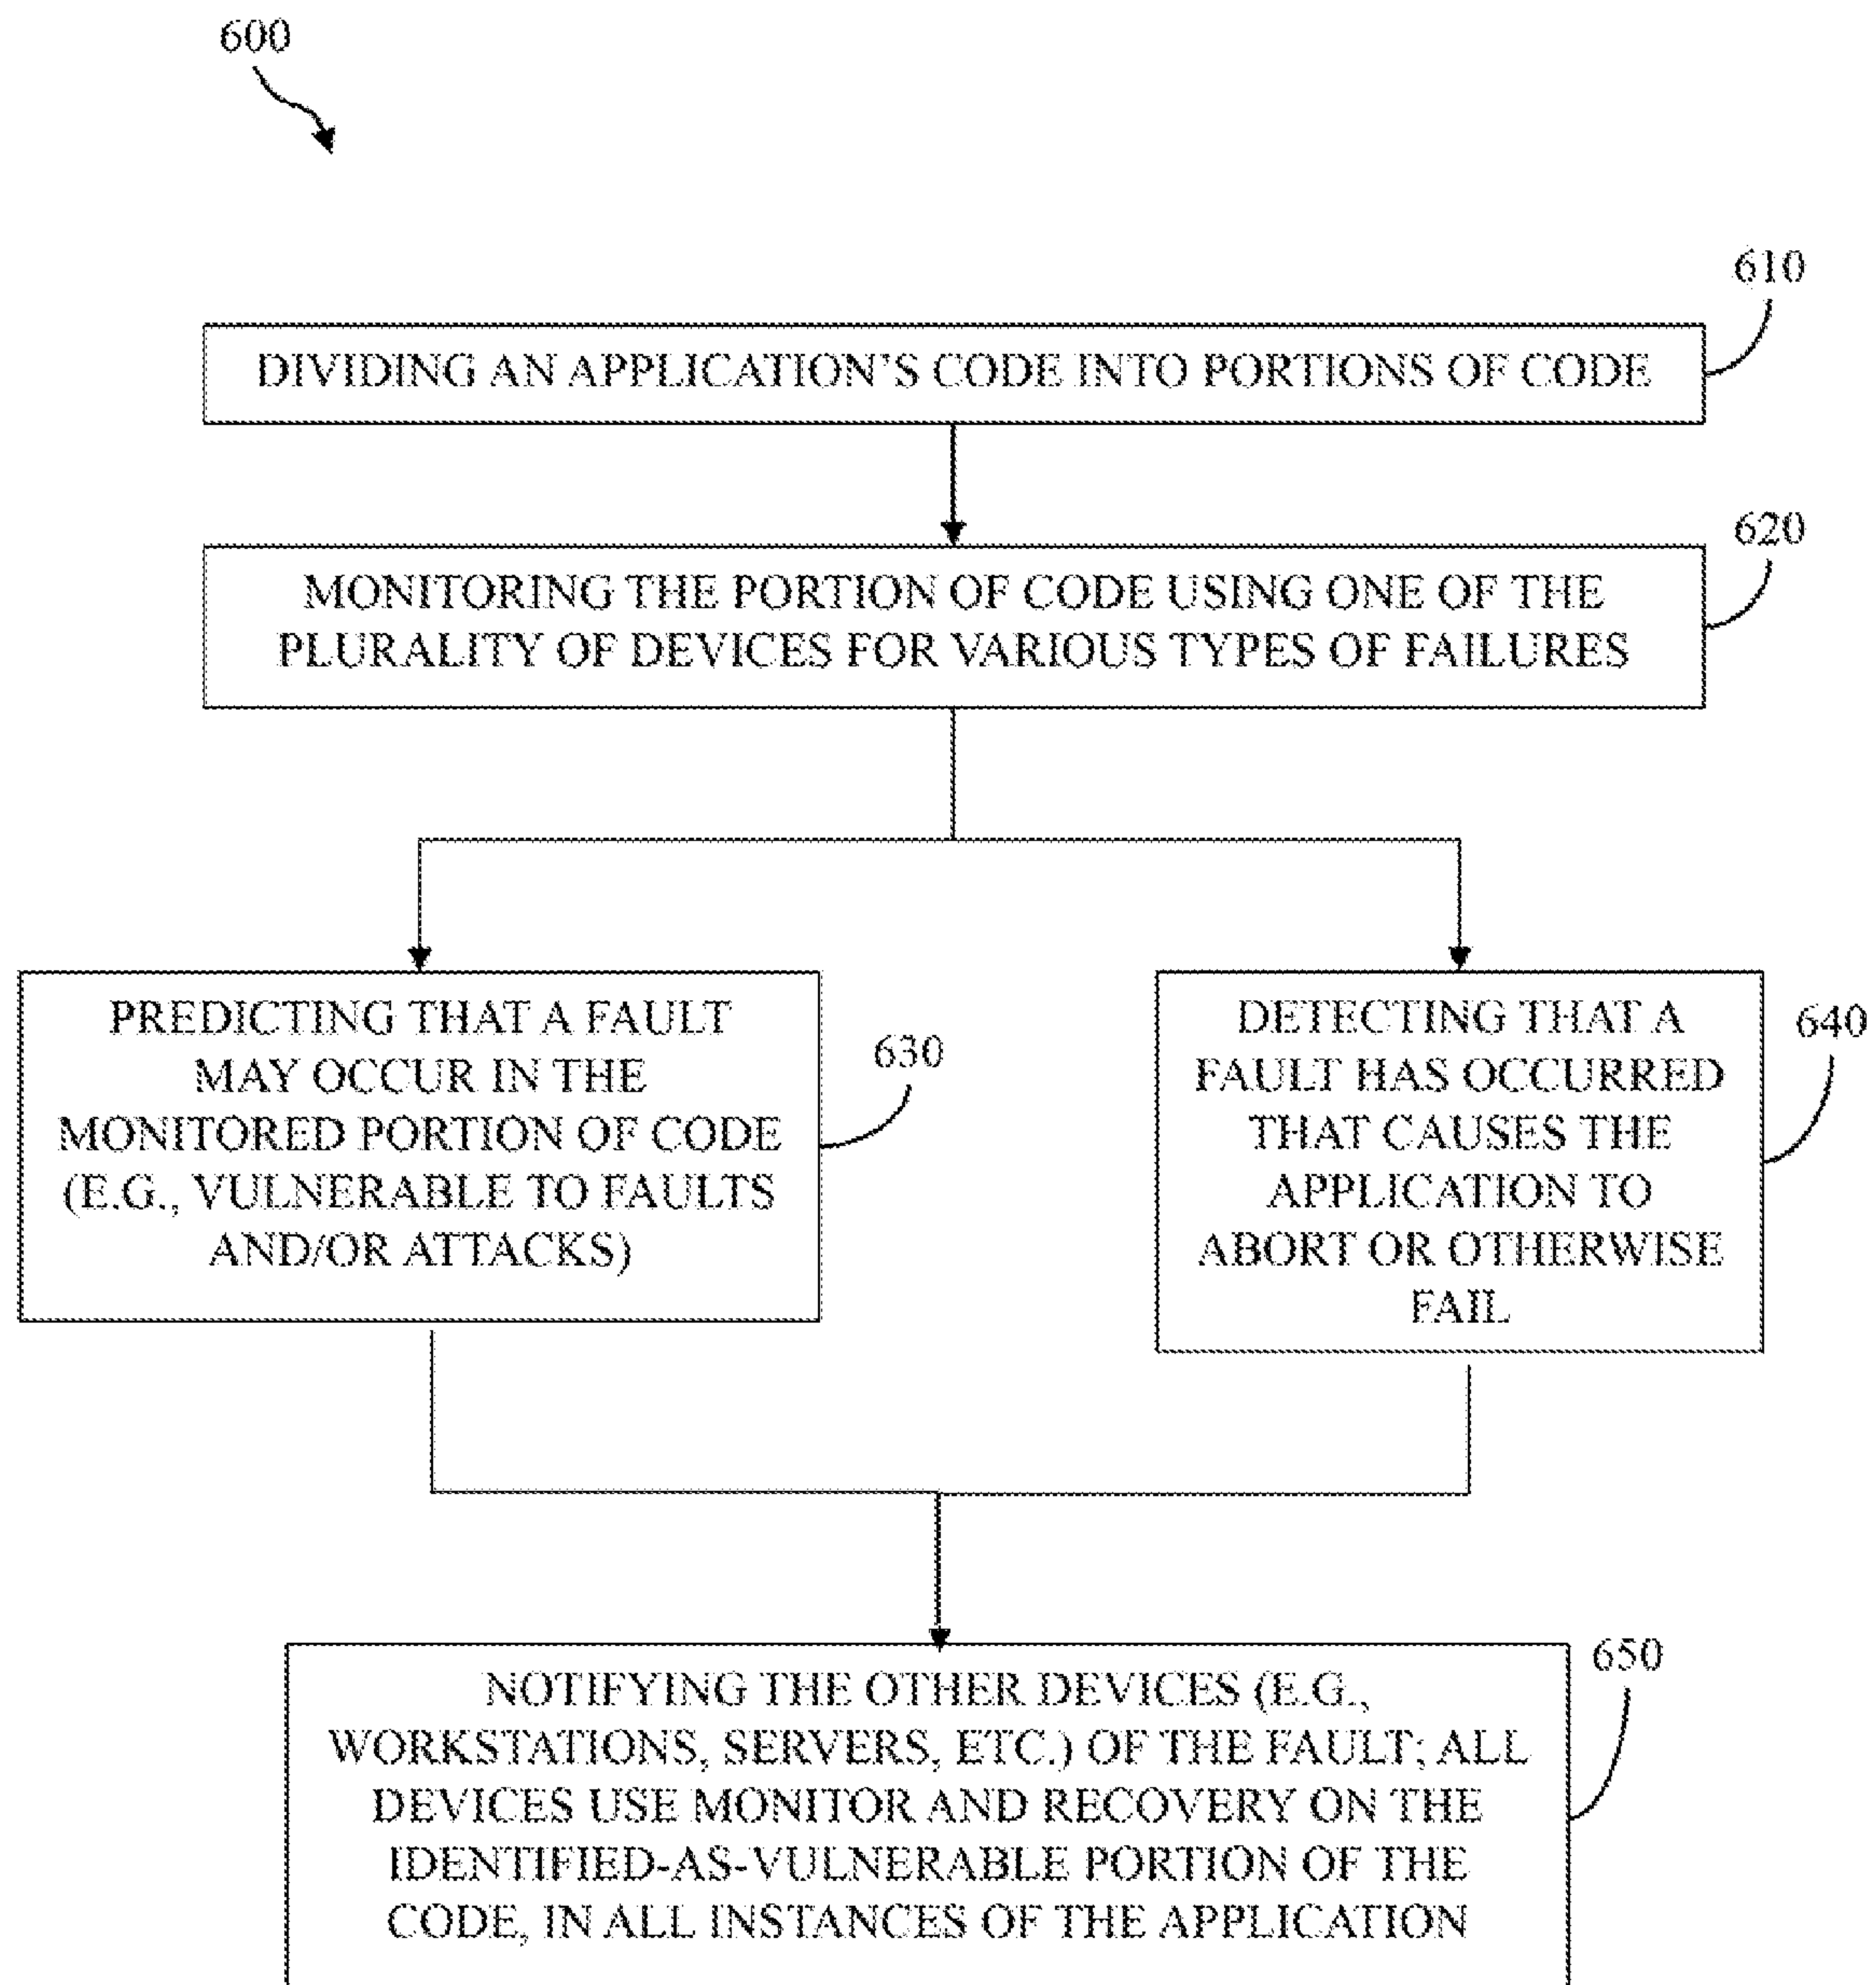 600
610
DIVIDING AN APPLICATION'S CODE INTO PORTIONS OF CODE
620
MONITORING THE PORTION OF CODE USING ONE OF THE
PLURALITY OF DEVICES FOR VARIOUS TYPES OF FAILURES
PREDICTING THAT A FAULT
MAY OCCUR IN THE
MONITORED PORTION OF CODE
(E.G., VULNERABLE TO FAULTS
AND/OR ATTACKS)
630
DETECTING THAT A
FAULT HAS OCCURRED
THAT CAUSES THE
APPLICATION TO
ABORT OR OTHERWISE
FAIL
640
650
NOTIFYING THE OTHER DEVICES (E.G.,
WORKSTATIONS, SERVERS, ETC.) OF THE FAULT; ALL
DEVICES USE MONITOR AND RECOVERY ON THE
IDENTIFIED-AS-VULNERABLE PORTION OF THE
CODE, IN ALL INSTANCES OF THE APPLICATION